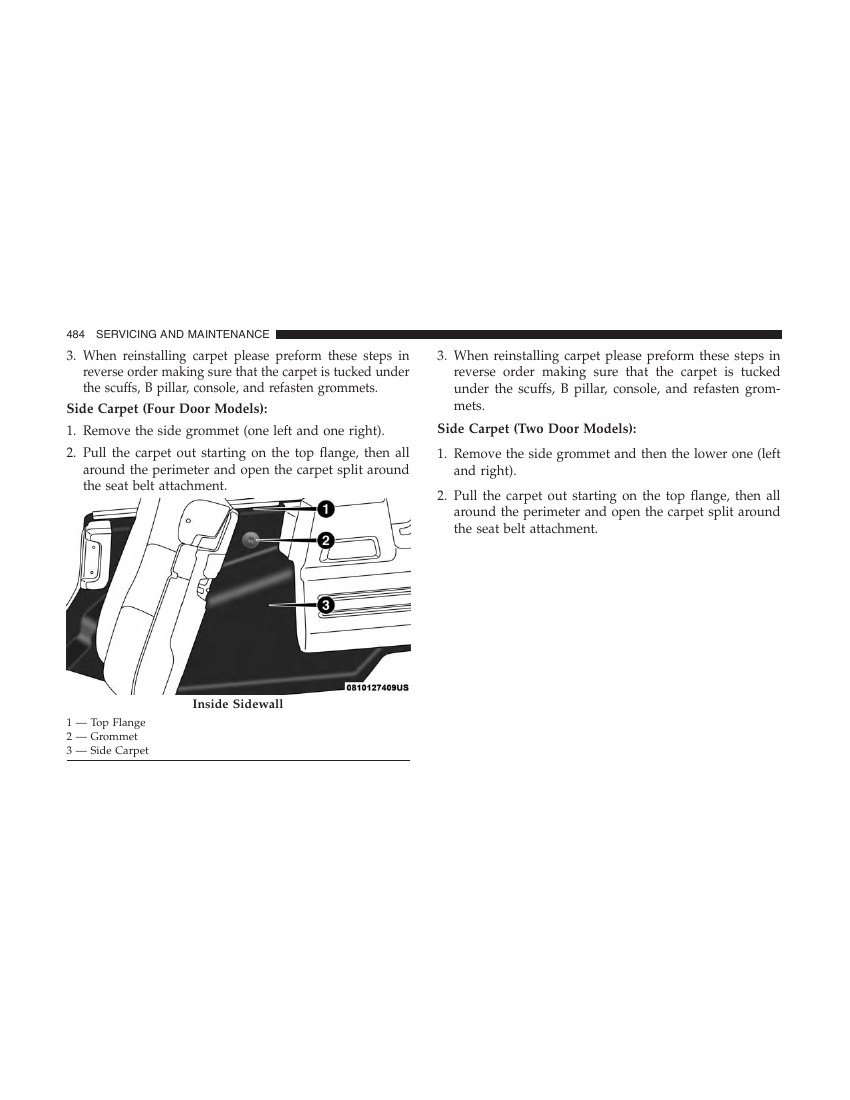 484 SERVICING AND MAINTENANCE
3. When reinstalling carpet please preform these steps in
reverse order making sure that the carpet is tucked under
the scuffs, B pillar, console, and refasten grommets.
Side Carpet (Four Door Models):
1. Remove the side grommet (one left and one right).
2. Pull the carpet out starting on the top flange, then all
around the perimeter and open the carpet split around
the seat belt attachment.
1
2
3
0810127409US
Inside Sidewall
1 — Top Flange
2 — Grommet
3 — Side Carpet
3. When reinstalling carpet please preform these steps in
reverse order making sure that the carpet is tucked
under the scuffs, B pillar, console, and refasten grom-
mets.
Side Carpet (Two Door Models):
1. Remove the side grommet and then the lower one (left
and right).
2. Pull the carpet out starting on the top flange, then all
around the perimeter and open the carpet split around
the seat belt attachment.